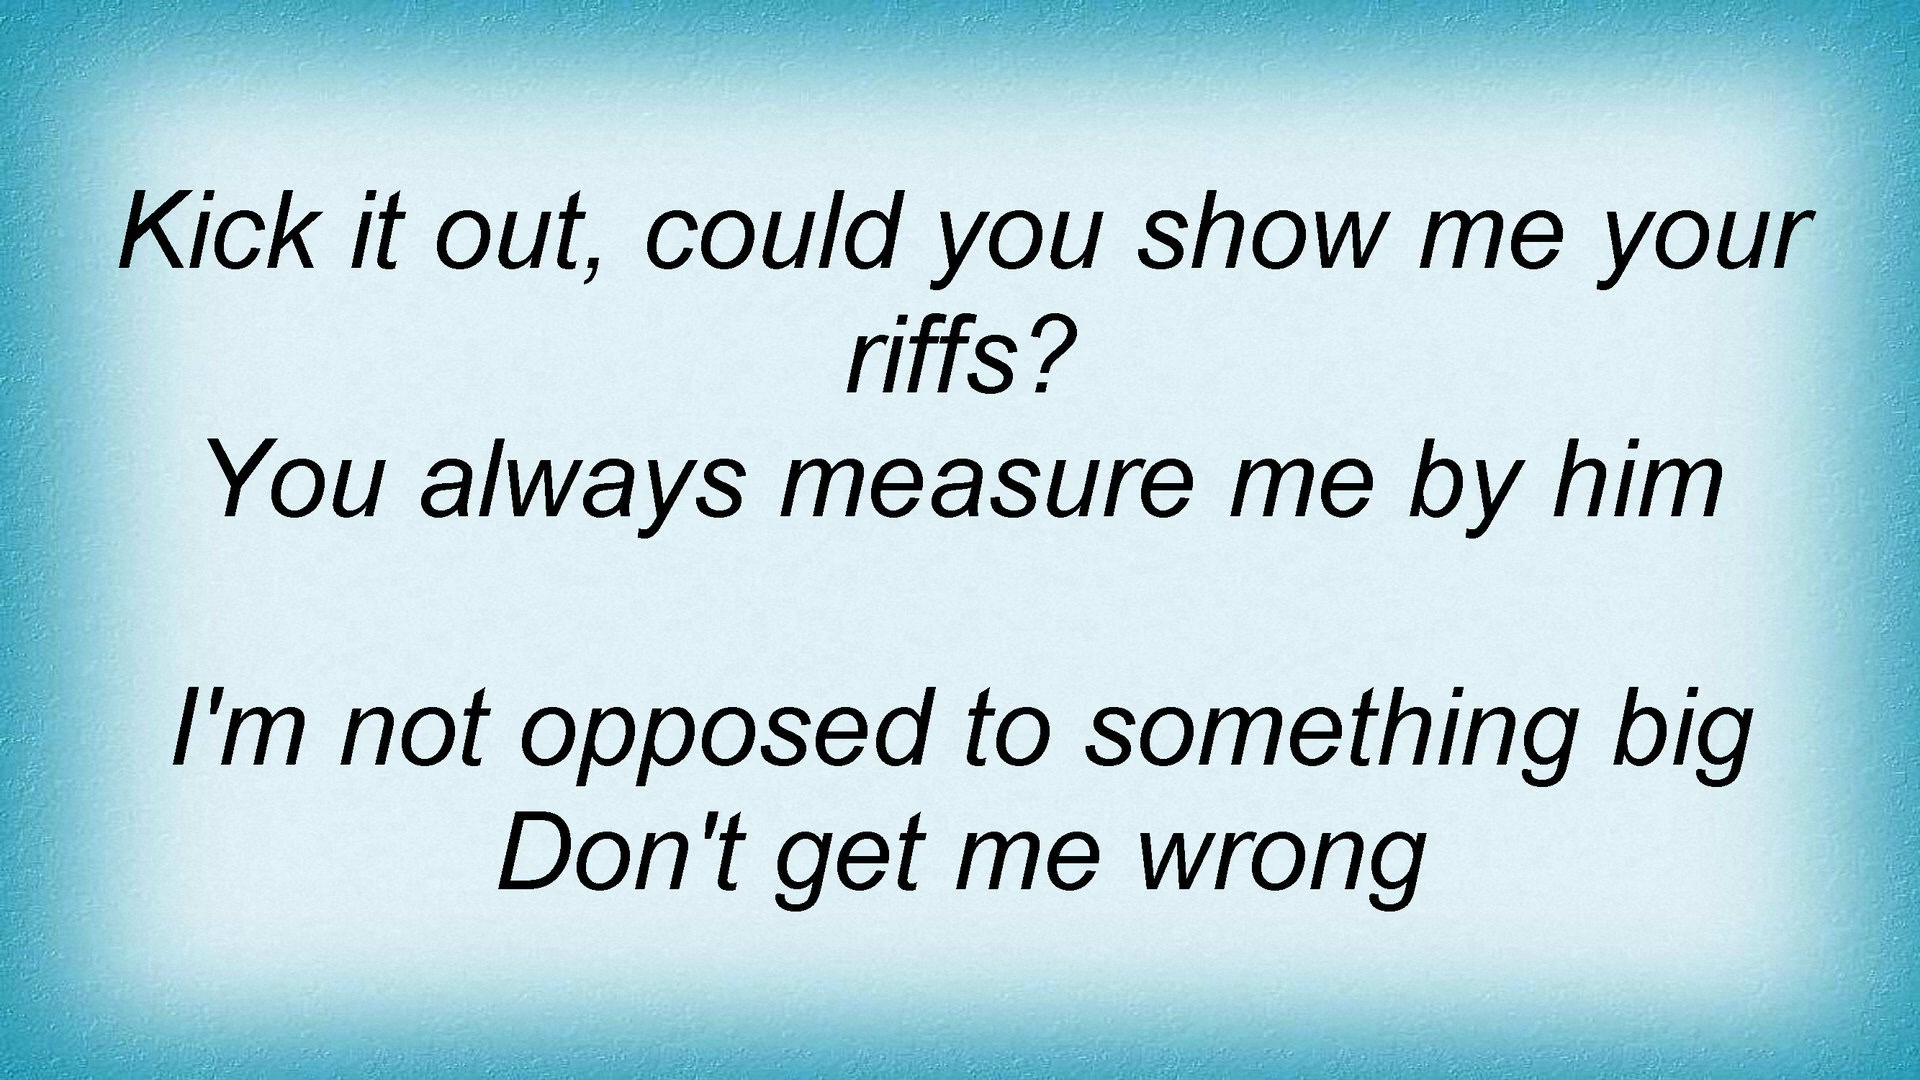 Kick it out, could you show me your
riffs?
You always measure me by him
I'm not opposed to something big
Don't get me wrong